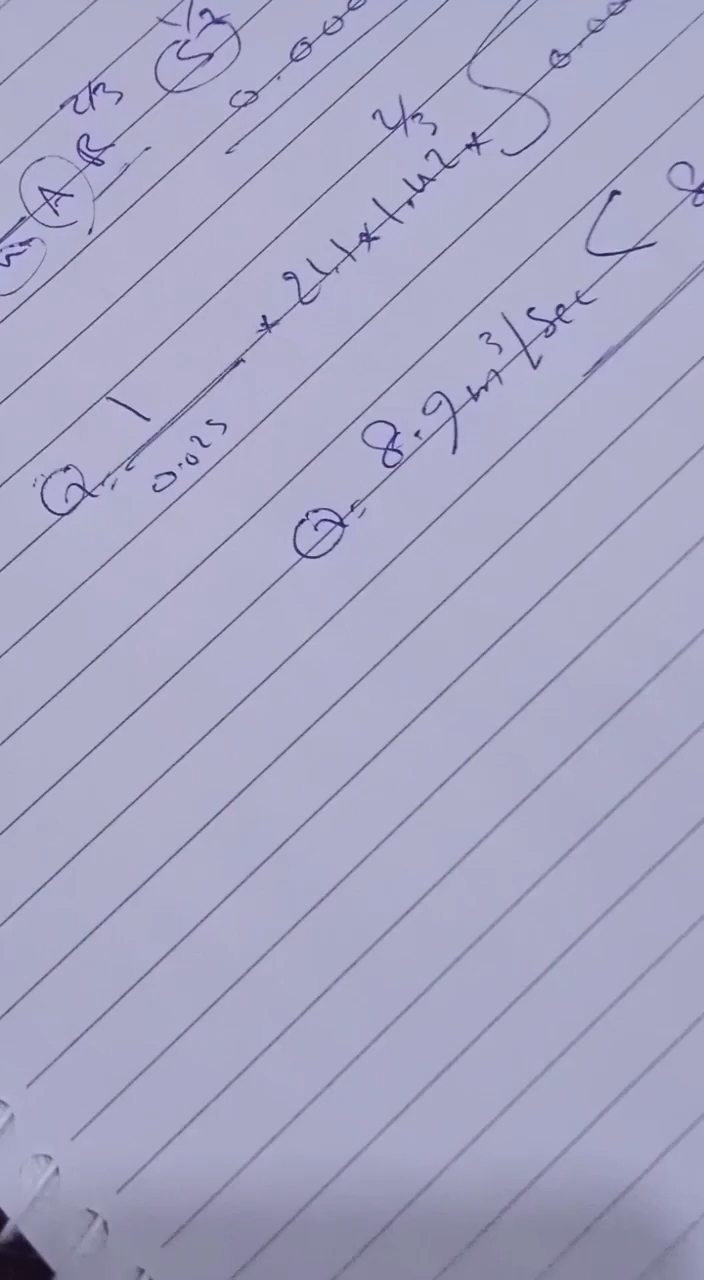 A R^2/3 S^1/2
0.000
Q = 1/0.025 * 21.1 * 1.42^2/3 * √0.00
Q = 8.9 m³/sec < 8